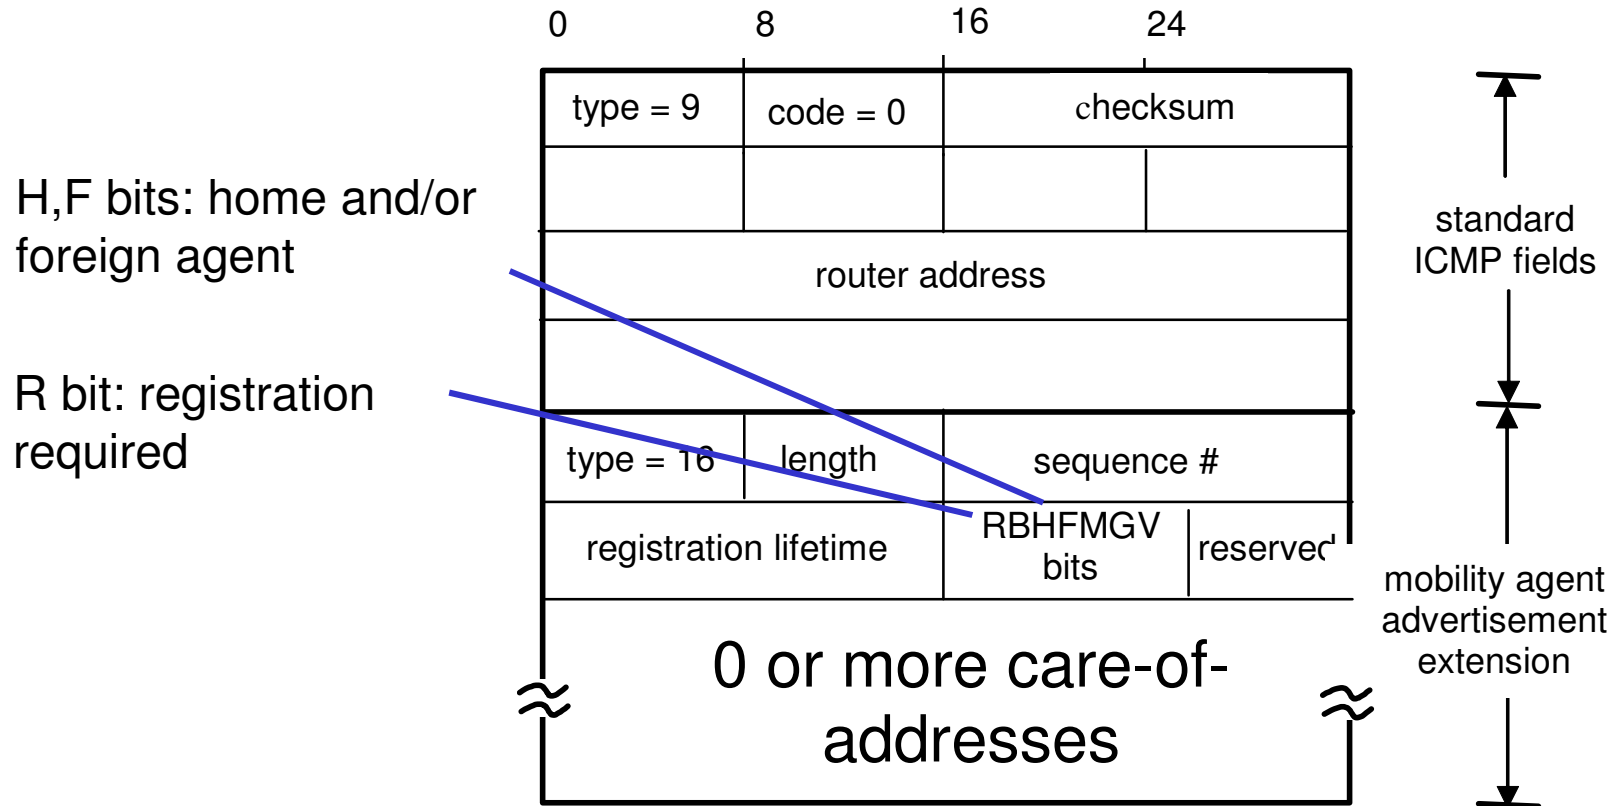 0 8 16 24
type = 9 code = 0 checksum
H,F bits: home and/or
foreign agent
standard
ICMP fields
router address
R bit: registration
required
type = 16 length sequence #
registration lifetime RBHFMGV
bits
reserved
mobility agent
advertisement
extension
0 or more care-of-
addresses